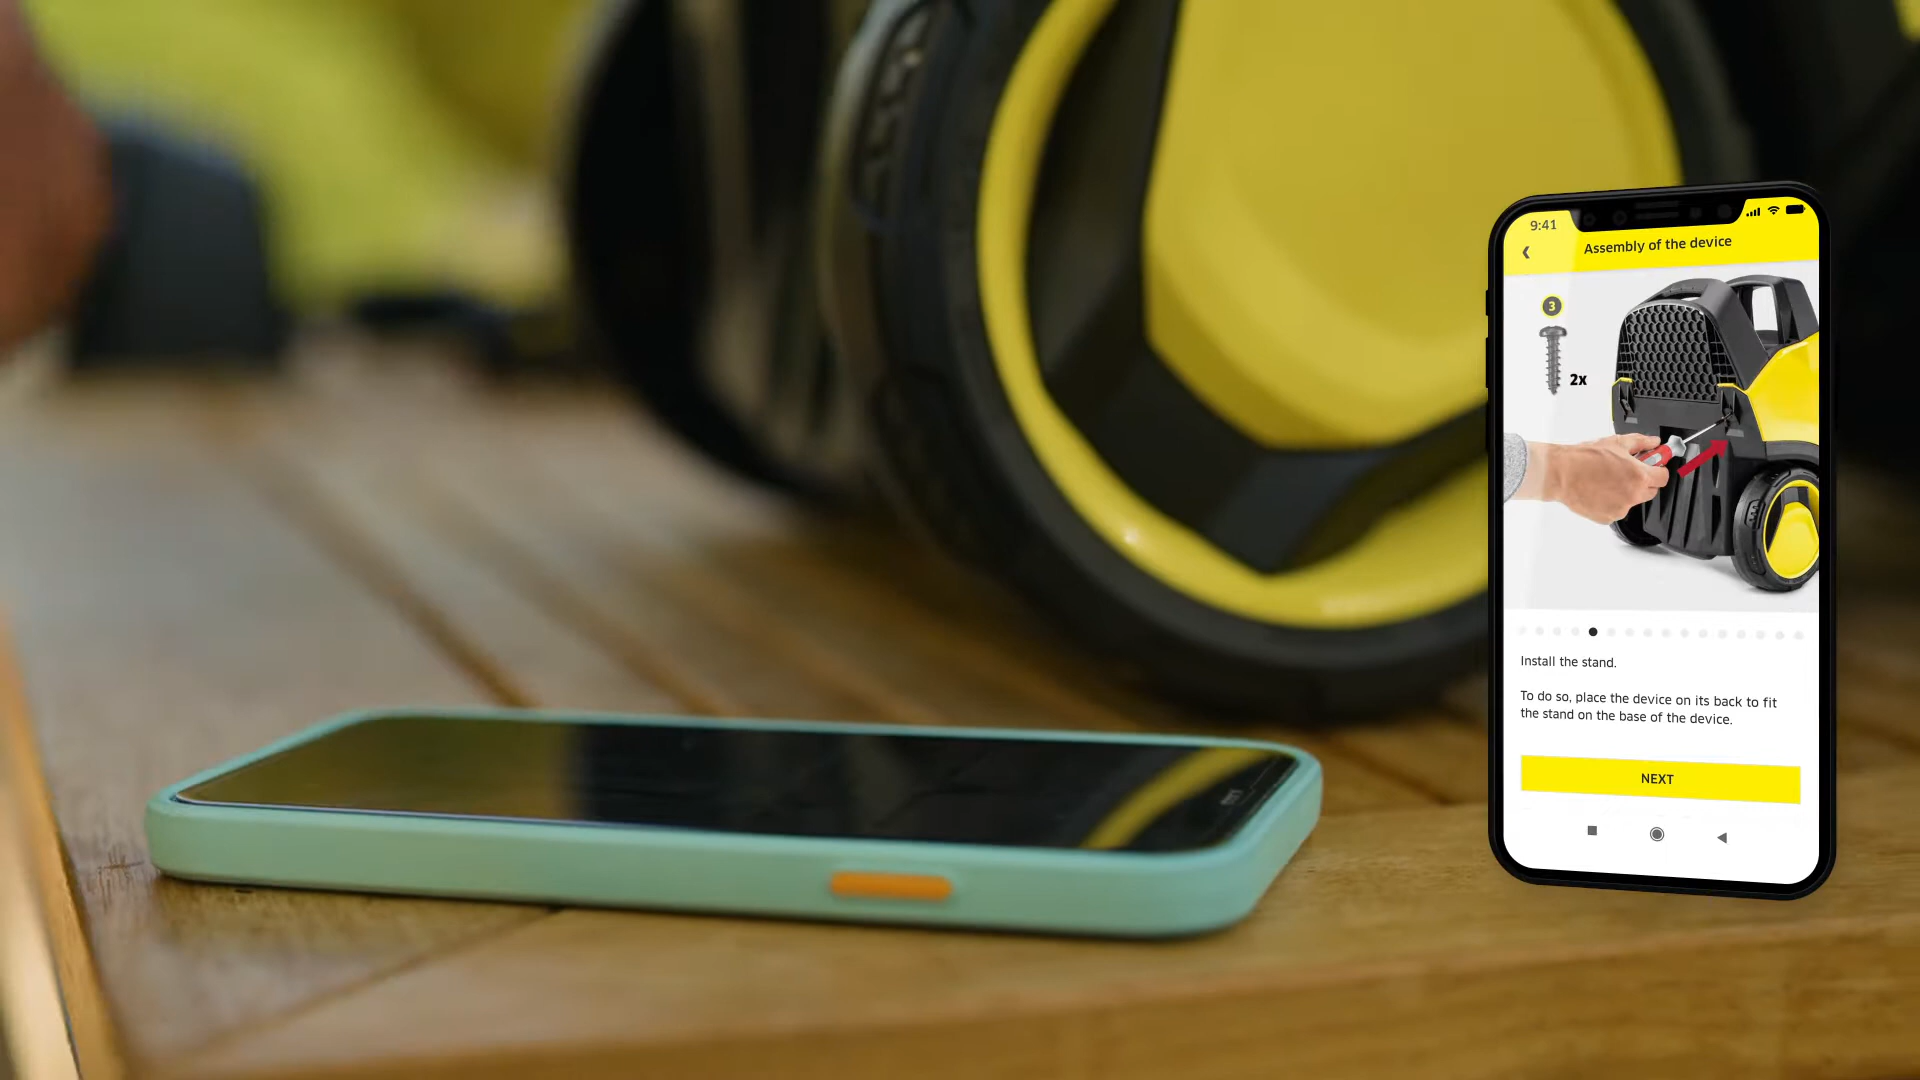 9:41
Assembly of the device
3
2x
Install the stand.
To do so, place the device on its back to fit
the stand on the base of the device.
NEXT